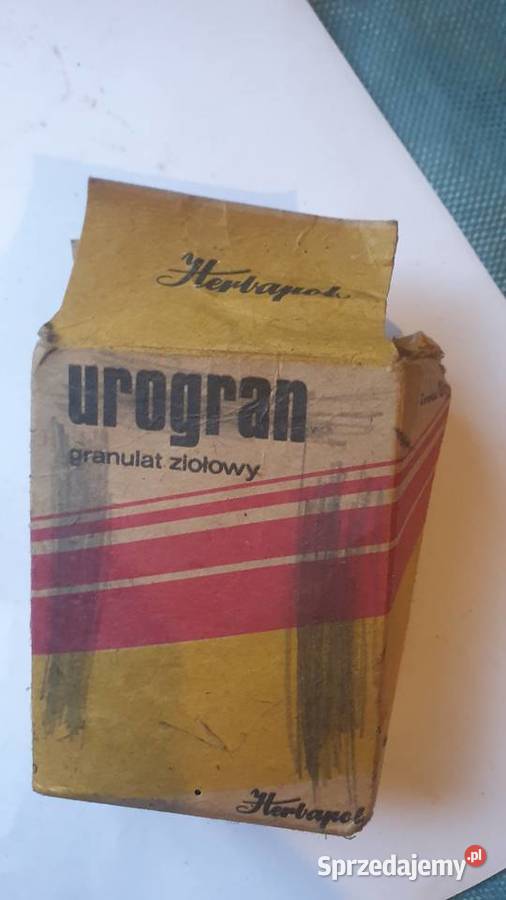 Herbapol
urogran
granulat ziołowy
Herbapol
Sprzedajemy.pl